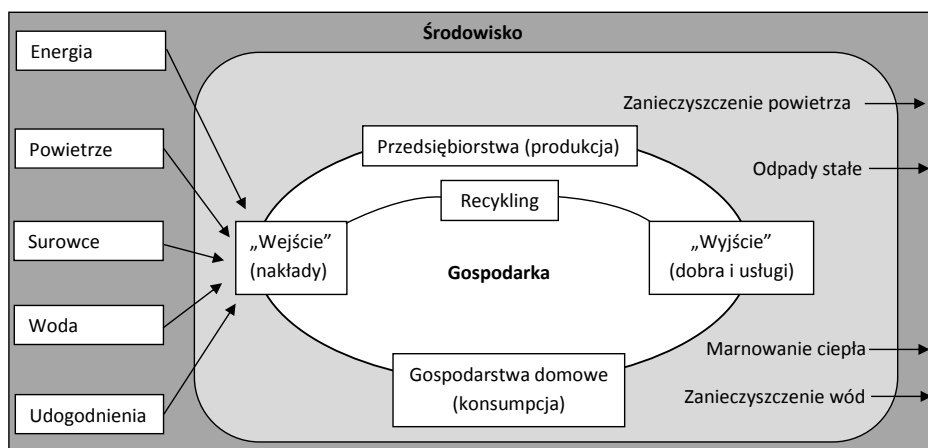 Środowisko
Energia
Powietrze
Surowce
Woda
Udogodnienia
Przedsiębiorstwa (produkcja)
Recykling
„Wejście”
(nakłady)
Gospodarka
„Wyjście”
(dobra i usługi)
Gospodarstwa domowe
(konsumpcja)
Zanieczyszczenie powietrza
Odpady stałe
Marnowanie ciepła
Zanieczyszczenie wód